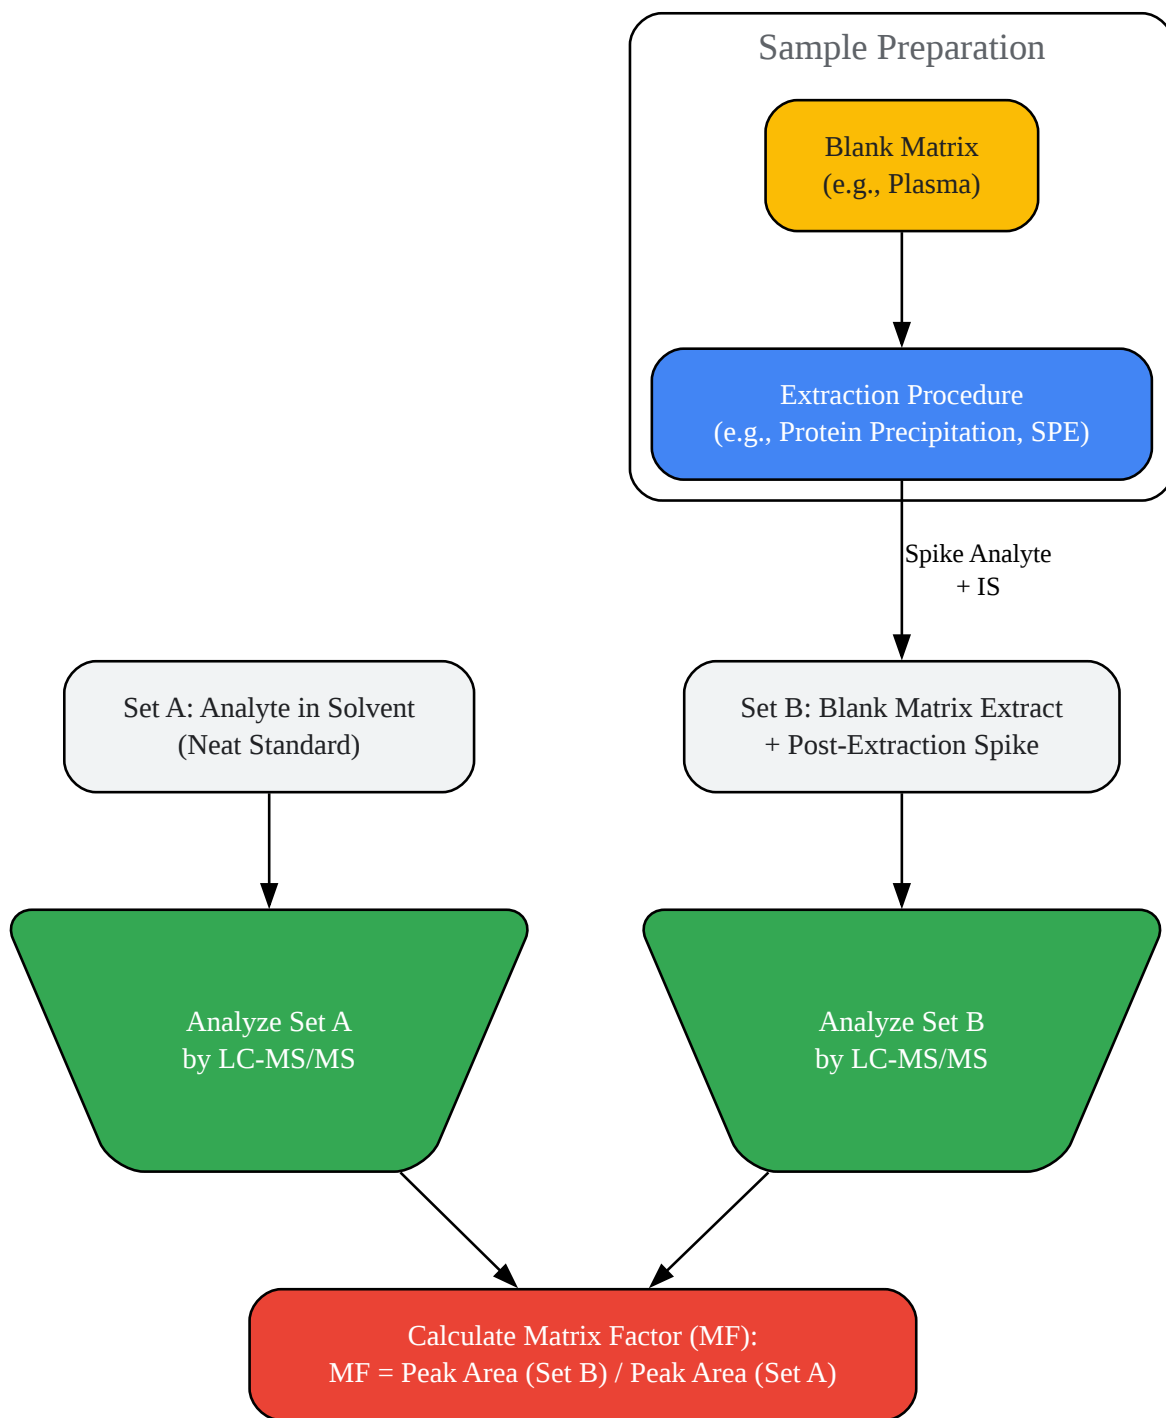 Sample Preparation
Blank Matrix
(e.g., Plasma)
Extraction Procedure
(e.g., Protein Precipitation, SPE)
Spike Analyte
+ IS
Set A: Analyte in Solvent
(Neat Standard)
Set B: Blank Matrix Extract
+ Post-Extraction Spike
Analyze Set A
by LC-MS/MS
Analyze Set B
by LC-MS/MS
Calculate Matrix Factor (MF):
MF = Peak Area (Set B) / Peak Area (Set A)